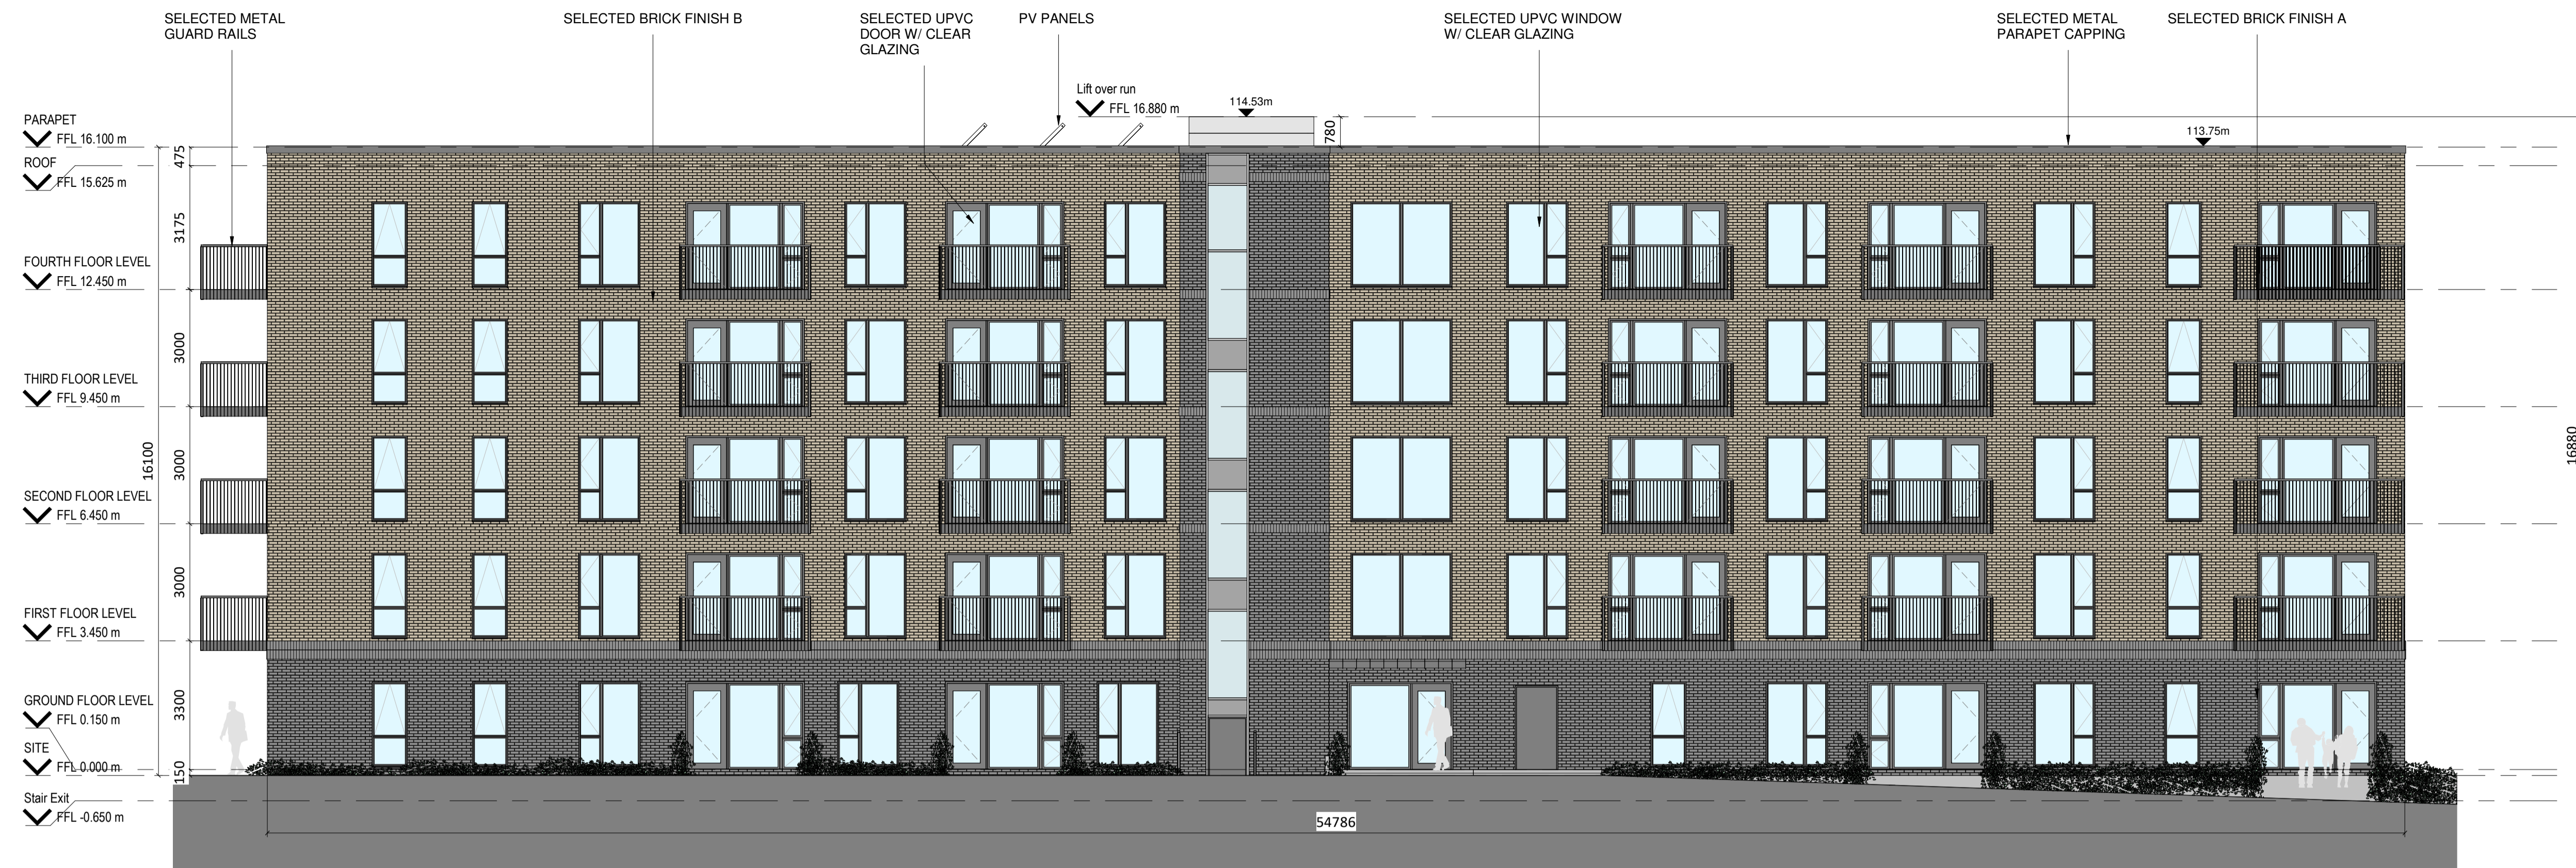 SELECTED METAL
GUARD RAILS
SELECTED BRICK FINISH B
SELECTED UPVC
DOOR W/ CLEAR
GLAZING
PV PANELS
SELECTED UPVC WINDOW
W/ CLEAR GLAZING
SELECTED METAL
PARAPET CAPPING
SELECTED BRICK FINISH A
Lift over run
FFL 16.880 m
114.53m
780
113.75m
PARAPET
FFL 16.100 m
475
ROOF
FFL 15.625 m
3175
FOURTH FLOOR LEVEL
FFL 12.450 m
3000
THIRD FLOOR LEVEL
FFL 9.450 m
16100
16880
3000
SECOND FLOOR LEVEL
FFL 6.450 m
3000
FIRST FLOOR LEVEL
FFL 3.450 m
3300
GROUND FLOOR LEVEL
FFL 0.150 m
SITE
FFL 0.000 m
150
Stair Exit
FFL -0.650 m
54786